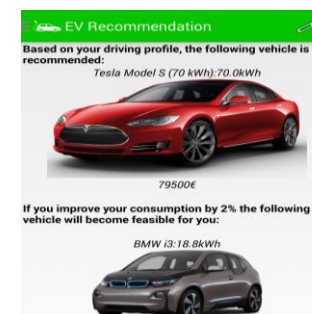 EV Recommendation
Based on your driving profile, the following vehicle is
recommended:
Tesla Model S (70 kWh):70.0kWh
79500€
If you improve your consumption by 2% the following
vehicle will become feasible for you:
BMW i3:18.8kWh